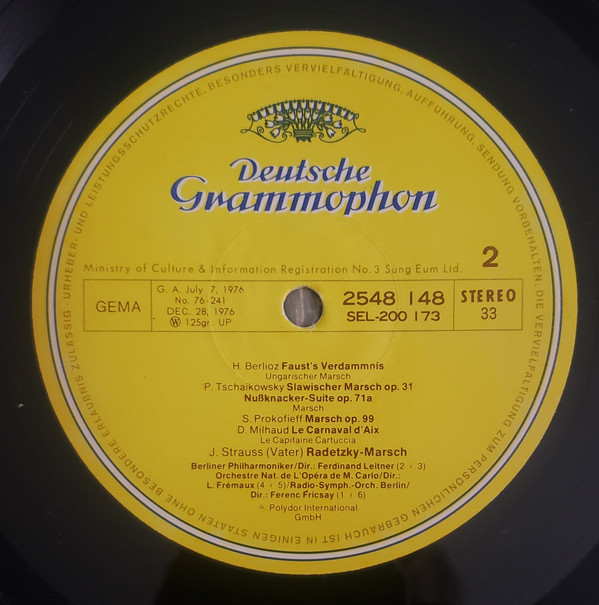 Deutsche
Grammophon
Ministry of Culture & Information Registration No.3 Sung Eum Ltd.
2
GEMA
G. A. July 7, 1976
No. 76-241
DEC. 28, 1976
Ⓦ 125gr. UP
2548 148
SEL-200 173
STEREO
33
H. Berlioz Faust's Verdammnis
Ungarischer Marsch
P. Tschaikowsky Slawischer Marsch op. 31
Nußknacker-Suite op. 71a
Marsch
S. Prokofieff Marsch op. 99
D. Milhaud Le Carnaval d'Aix
Le Capitaine Cartuccia
J. Strauss (Vater) Radetzky-Marsch
Berliner Philharmoniker/Dir.: Ferdinand Leitner (2 + 3)
Orchestre Nat. de L'Opéra de M. Carlo/Dir.:
L. Frémaux (4 + 5)/Radio-Symph.-Orch. Berlin/
Dir.: Ferenc Fricsay (1 + 6)
Polydor International
GmbH
URHEBER- UND LEISTUNGSSCHUTZRECHTE, BESONDERS VERVIELFÄLTIGUNG, AUFFÜHRUNG, SENDUNG VORBEHALTEN; DIE VERVIELFÄLTIGUNG ZUM PERSÖNLICHEN GEBRAUCH IST IN EINIGEN STAATEN OHNE BESONDERE ERLAUBNIS ZULÄSSIG ·